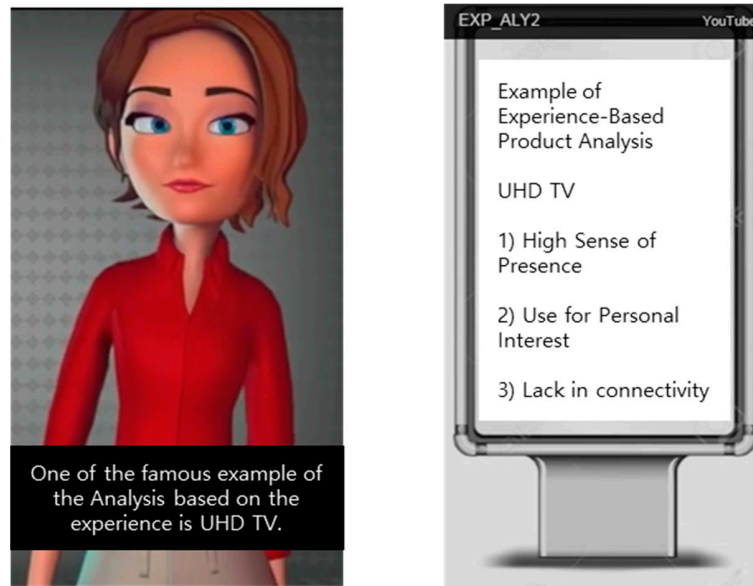 One of the famous example of
the Analysis based on the
experience is UHD TV.
EXP_ALY2
YouTube
Example of
Experience-Based
Product Analysis
UHD TV
1) High Sense of
Presence
2) Use for Personal
Interest
3) Lack in connectivity